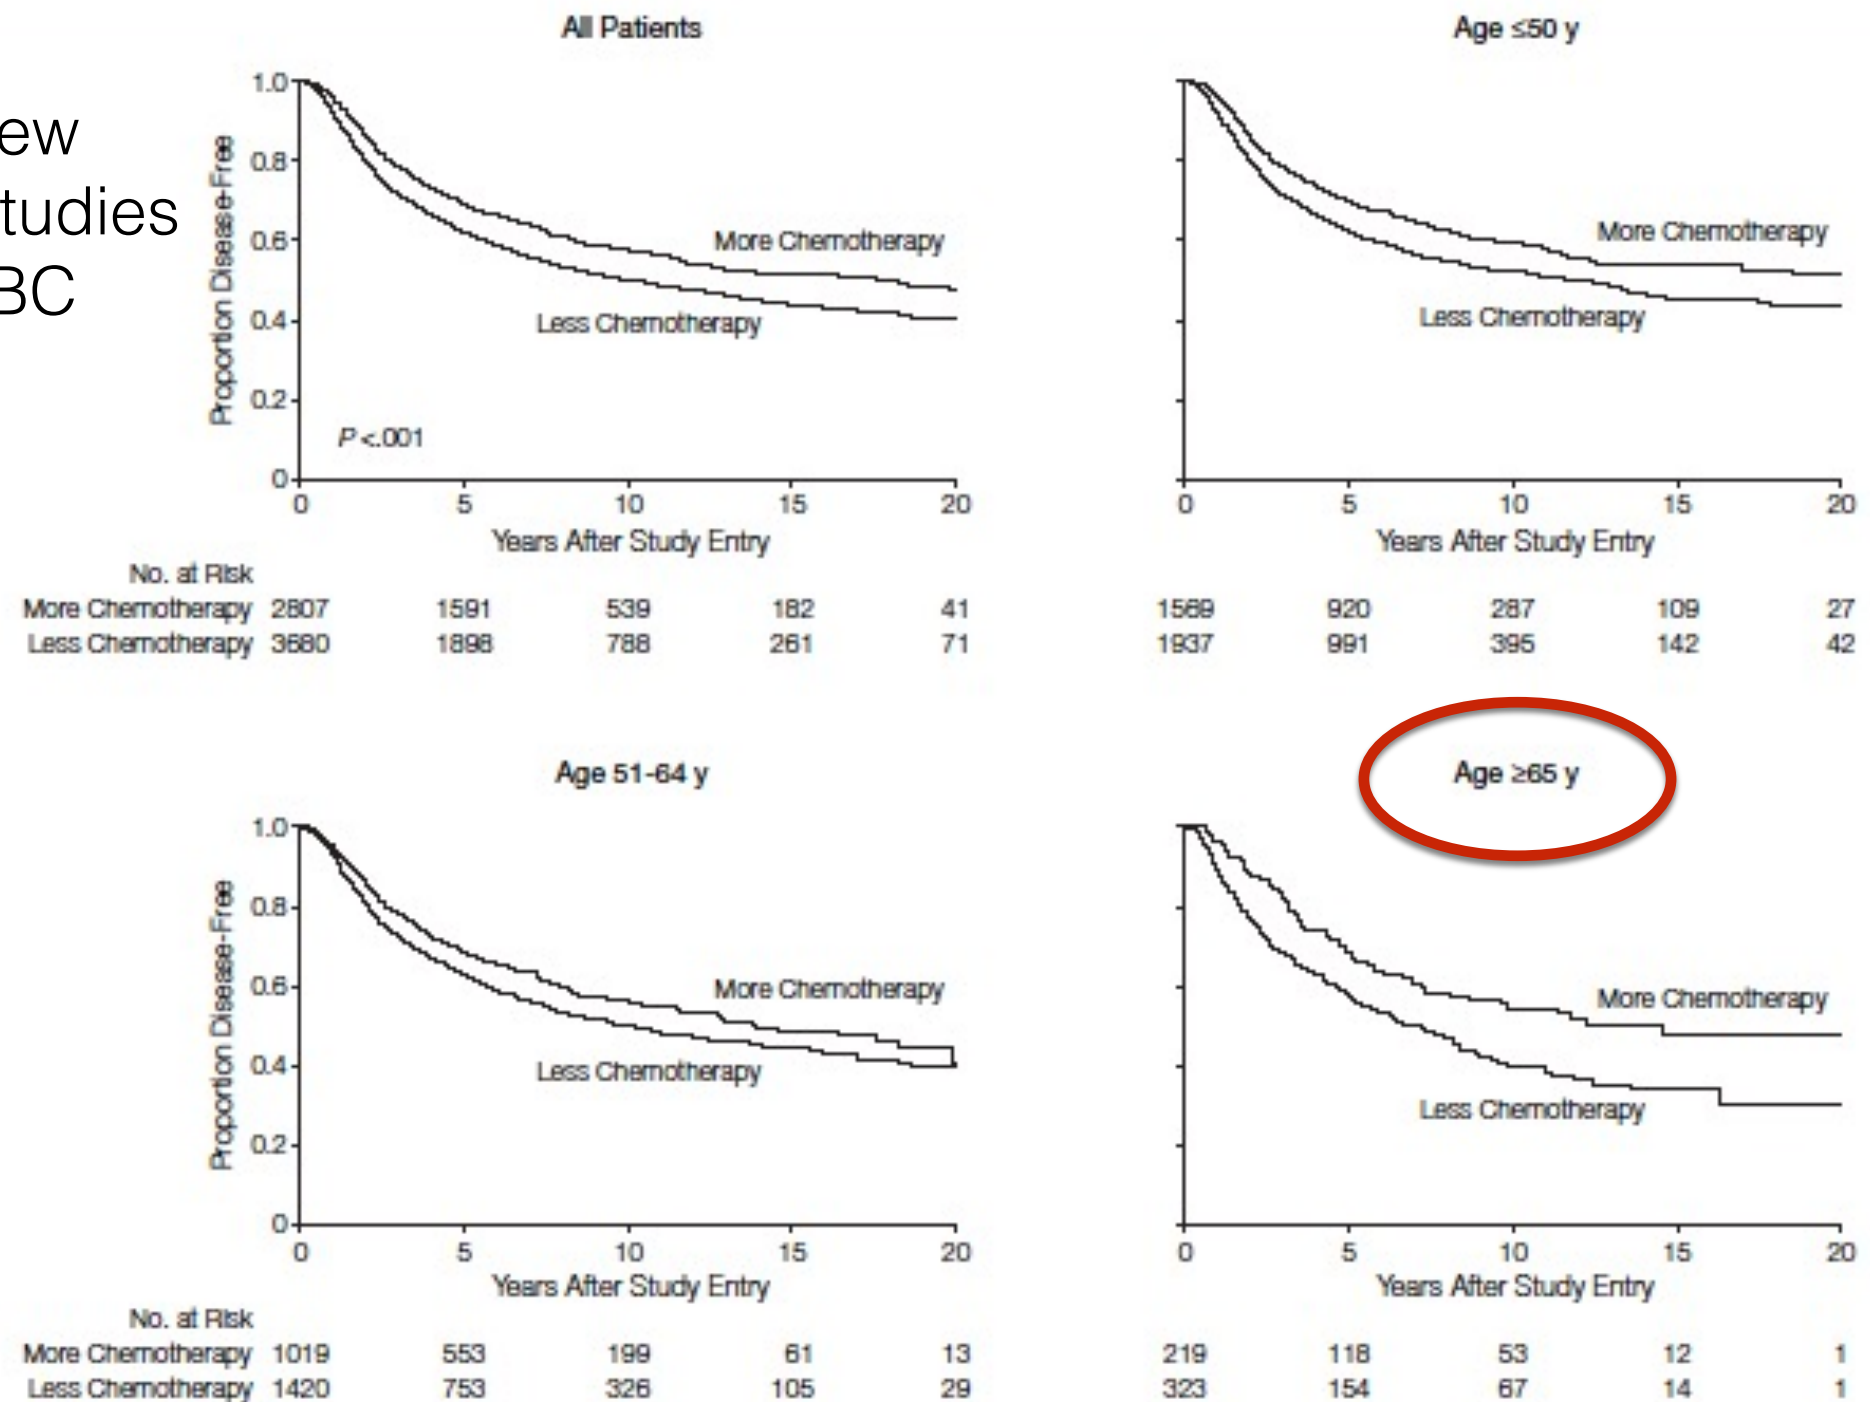 ew
tudies
BC
All Patients
Proportion Disease-Free
1.0
0.8
0.6
0.4
0.2
0
More Chemotherapy
Less Chemotherapy
P <.001
0 5 10 15 20
Years After Study Entry
No. at Risk
More Chemotherapy 2807 1591 539 182 41
Less Chemotherapy 3680 1898 788 261 71
Age ≤50 y
More Chemotherapy
Less Chemotherapy
0 5 10 15 20
Years After Study Entry
1569 920 287 109 27
1937 991 395 142 42
Age 51-64 y
Proportion Disease-Free
1.0
0.8
0.6
0.4
0.2
0
More Chemotherapy
Less Chemotherapy
0 5 10 15 20
Years After Study Entry
No. at Risk
More Chemotherapy 1019 553 199 61 13
Less Chemotherapy 1420 753 326 105 29
Age ≥65 y
More Chemotherapy
Less Chemotherapy
0 5 10 15 20
Years After Study Entry
219 118 53 12 1
323 154 67 14 1